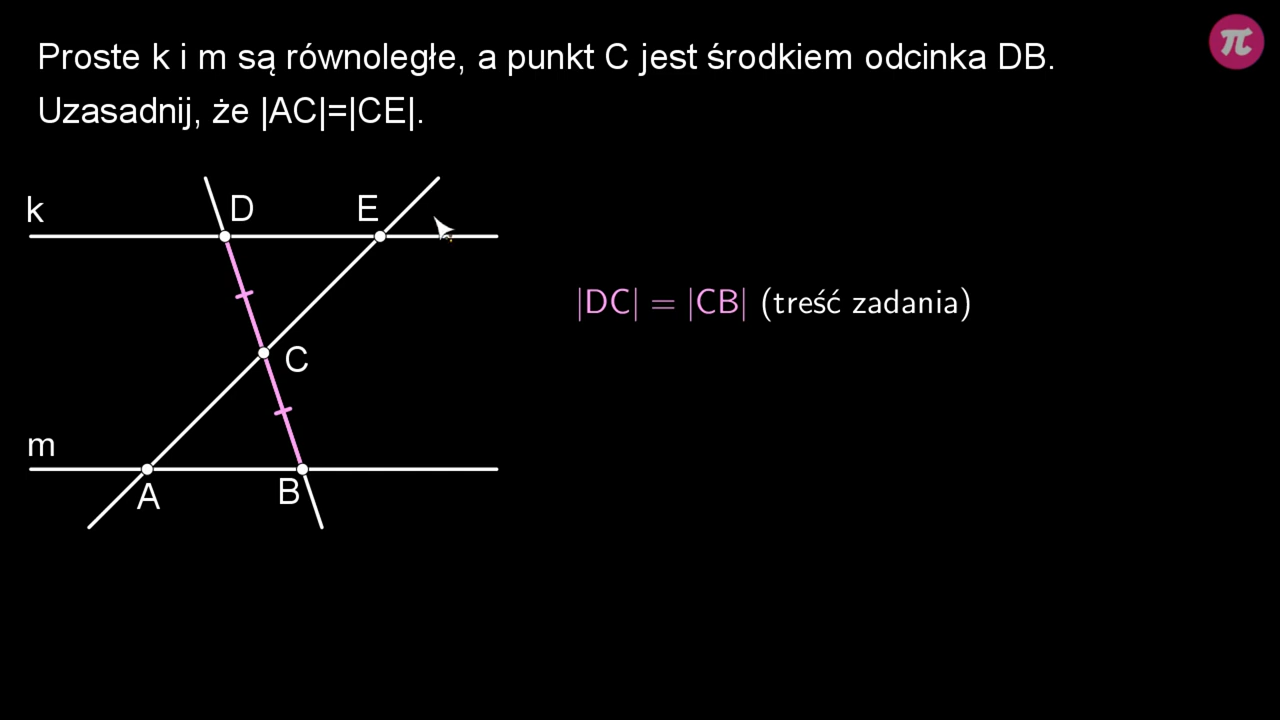 Proste k i m są równoległe, a punkt C jest środkiem odcinka DB.
Uzasadnij, że |AC|=|CE|.
k
D
E
|DC| = |CB| (treść zadania)
C
m
A
B
π